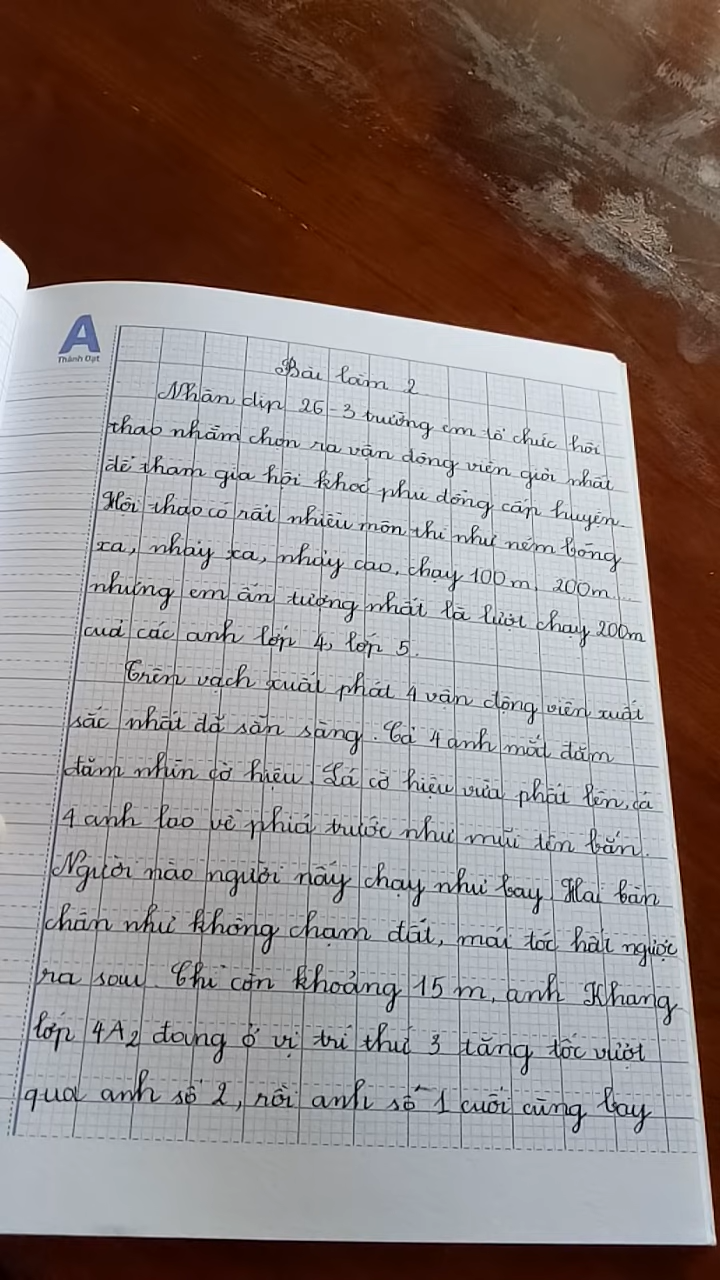 A
Thành Đạt
Bài làm 2
Nhân dịp 26-3 trường em tổ chức hội
thao nhằm chọn ra vận động viên giỏi nhất
để tham gia hội khoẻ phù đổng cấp huyện.
Hội thao có rất nhiều môn thi như ném bóng
xa, nhảy xa, nhảy cao, chạy 100m, 200m...
nhưng em ấn tượng nhất là lượt chạy 200m
của các anh lớp 4, lớp 5.
Trên vạch xuất phát 4 vận động viên xuất
sắc nhất đã sẵn sàng. Cả 4 anh mắt đăm
đăm nhìn cờ hiệu. Lá cờ hiệu vừa phất lên, cả
4 anh lao về phía trước như mũi tên bắn.
Người nào người nấy chạy như bay. Hai bàn
chân như không chạm đất, mái tóc hất ngược
ra sau. Chỉ còn khoảng 15 m, anh Khang
lớp 4A2 đang ở vị trí thứ 3 tăng tốc vượt
qua anh số 2, rồi anh số 1 cuối cùng bay